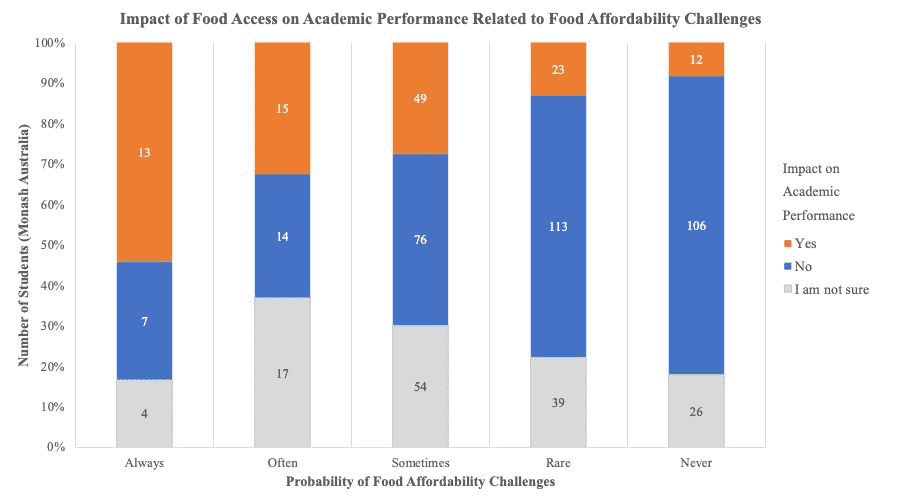 Impact of Food Access on Academic Performance Related to Food Affordability Challenges
100%
90%
80%
70%
60%
50%
40%
30%
20%
10%
0%
Number of Students (Monash Australia)
13
7
4
15
14
17
49
76
54
23
113
39
12
106
26
Always
Often
Sometimes
Rare
Never
Probability of Food Affordability Challenges
Impact on
Academic
Performance
Yes
No
I am not sure